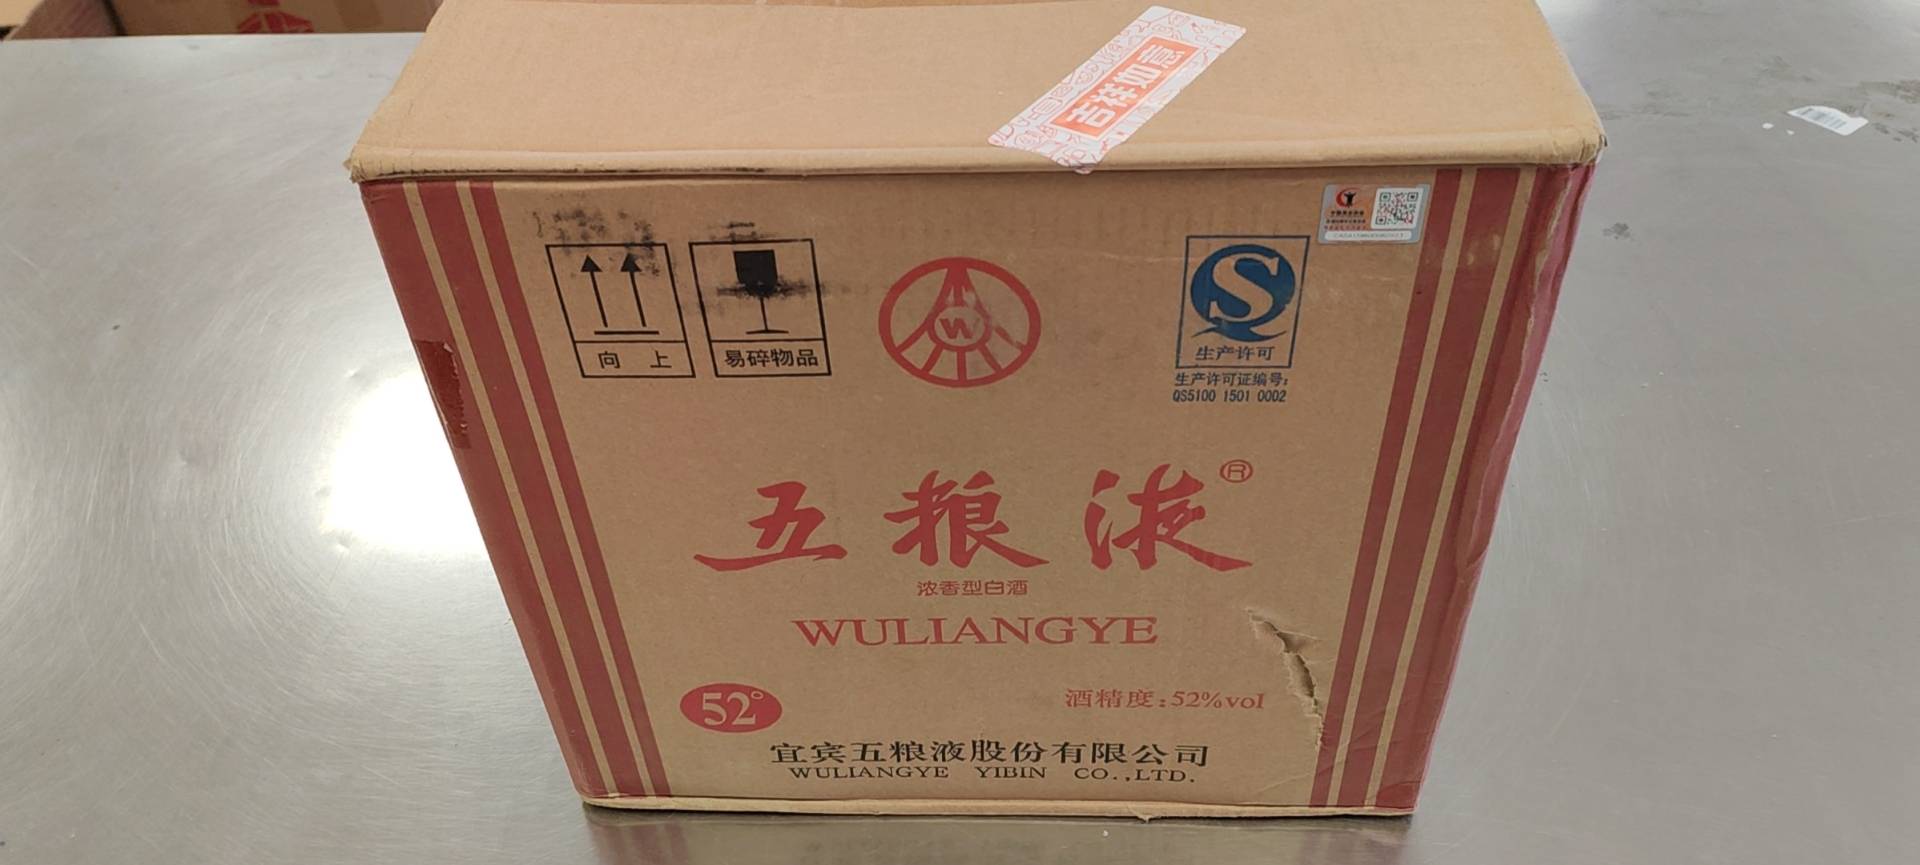 吉祥如意
向 上
易碎物品
W
S
生产许可
生产许可证编号:
QS5100 1501 0002
五粮液®
浓香型白酒
WULIANGYE
52°
酒精度:52%vol
宜宾五粮液股份有限公司
WULIANGYE YIBIN CO.,LTD.